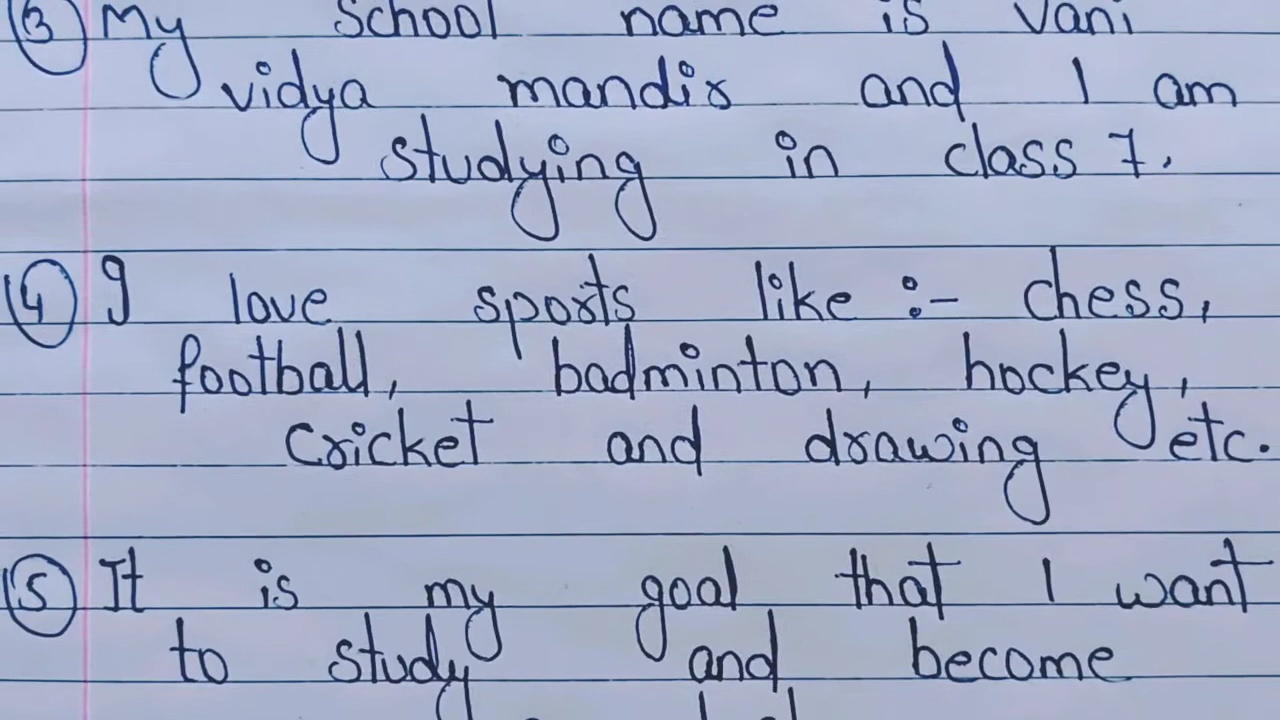 ③ My school name is vani
vidya mandir and I am
studying in class 7.
④ I love sports like :- chess,
football, badminton, hockey,
cricket and drawing etc.
⑤ It is my goal that I want
to study and become